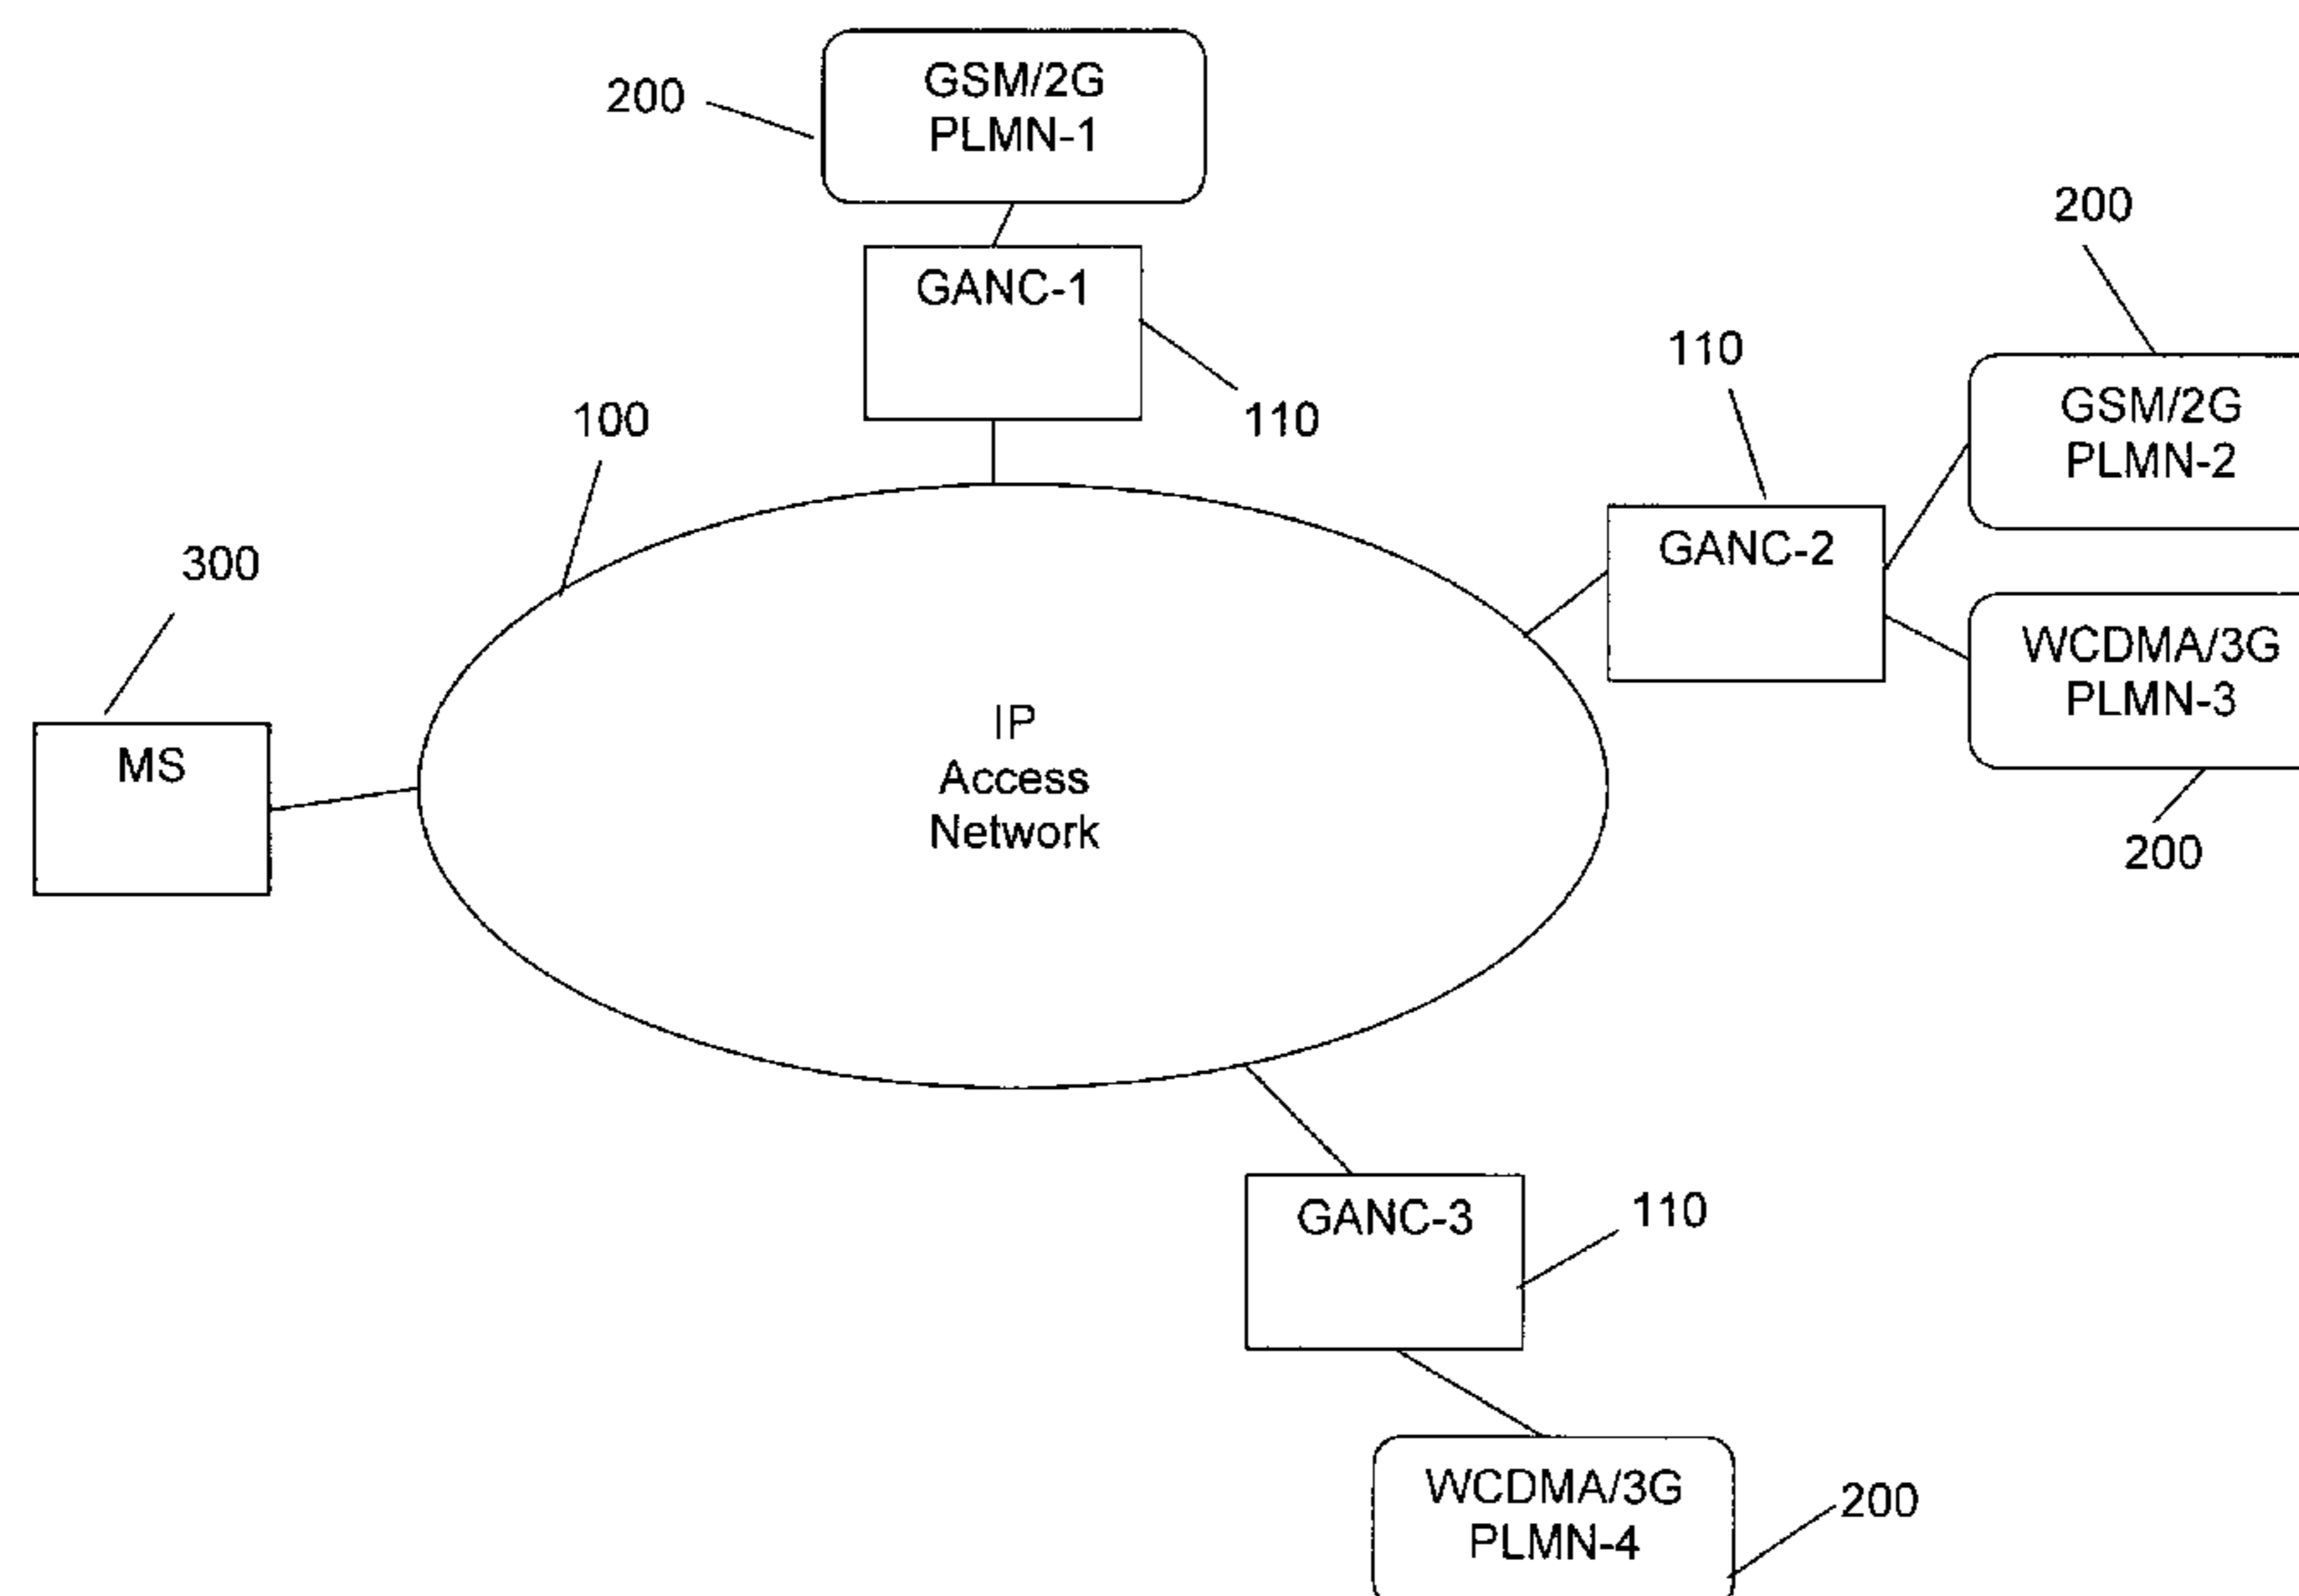 GSM/2G
PLMN-1
200
GANC-1
110
100
200
110
GSM/2G
PLMN-2
GANC-2
WCDMA/3G
PLMN-3
200
300
MS
IP
Access
Network
GANC-3
110
WCDMA/3G
PLMN-4
200